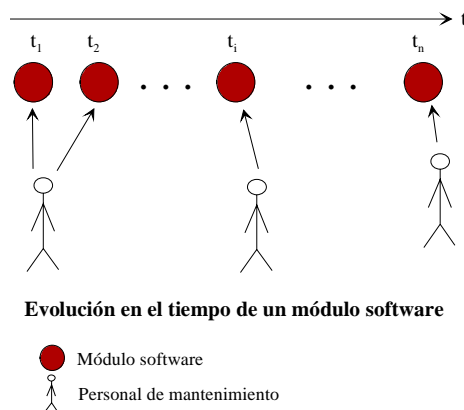 t
t₁ t₂ tᵢ tₙ
. . . . . .
Evolución en el tiempo de un módulo software
Módulo software
Personal de mantenimiento